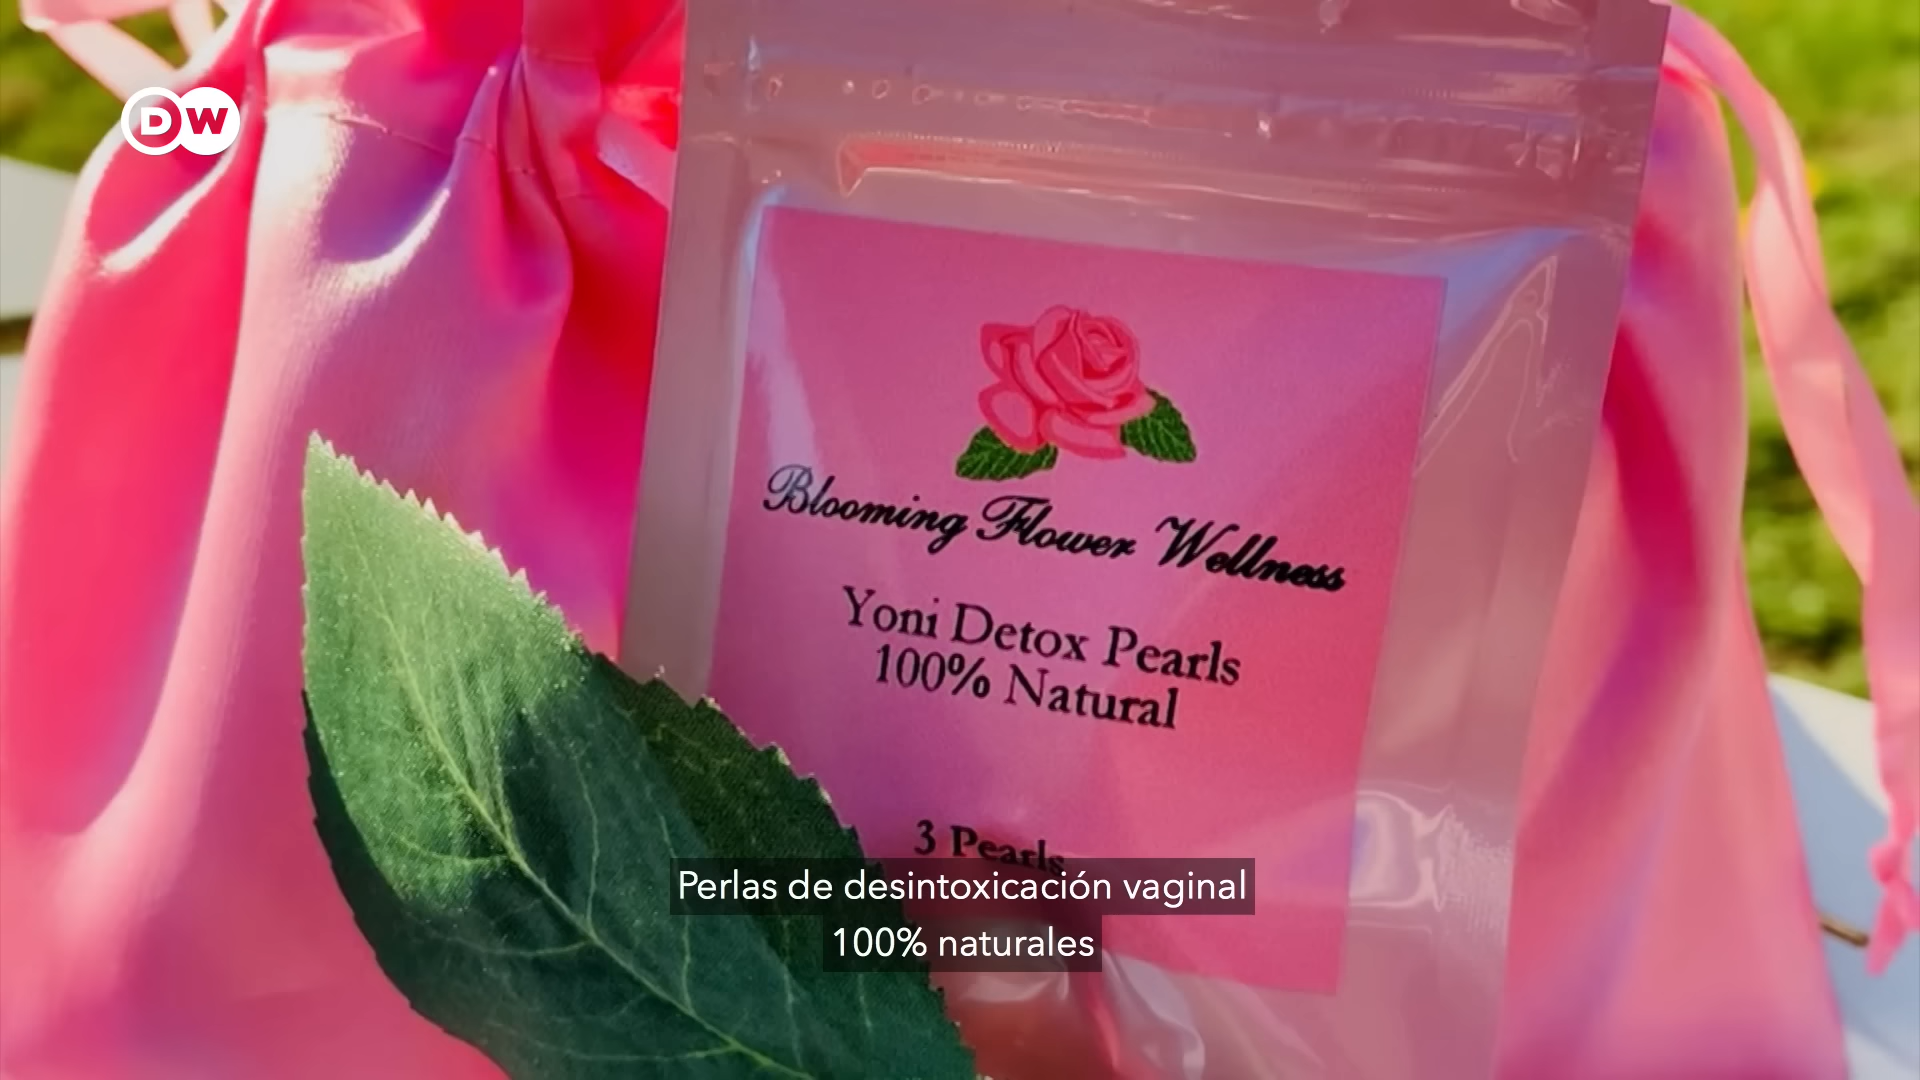 DW
Blooming Flower Wellness
Yoni Detox Pearls
100% Natural
3 Pearls
Perlas de desintoxicación vaginal
100% naturales